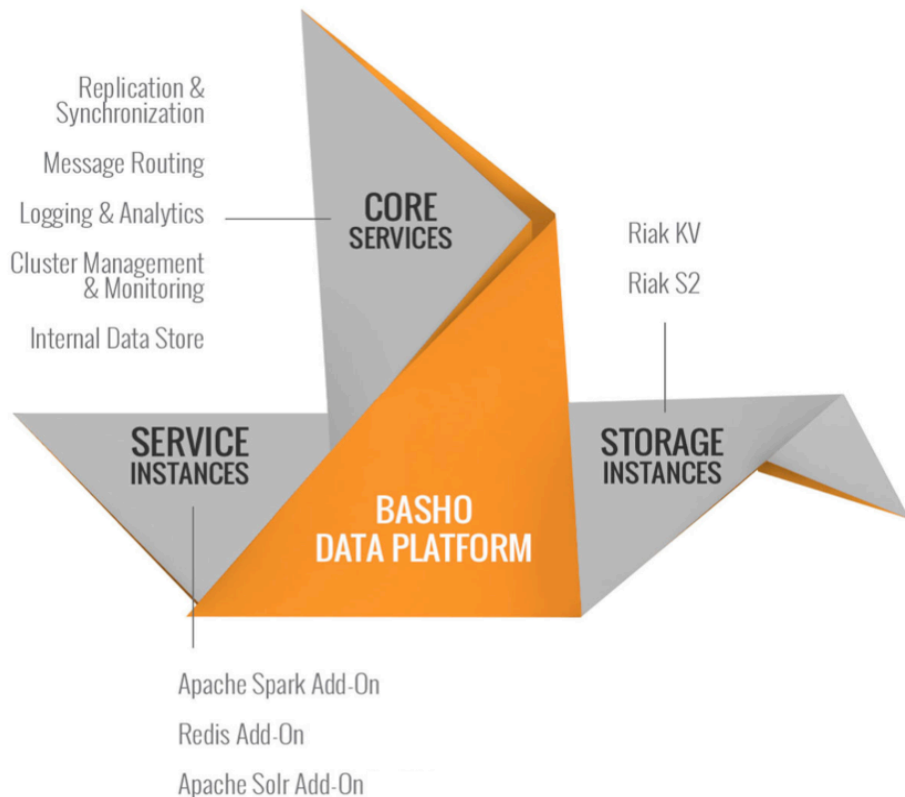 Replication &
Synchronization
Message Routing
Logging & Analytics
Cluster Management
& Monitoring
Internal Data Store
CORE
SERVICES
Riak KV
Riak S2
SERVICE
INSTANCES
STORAGE
INSTANCES
BASHO
DATA PLATFORM
Apache Spark Add-On
Redis Add-On
Apache Solr Add-On